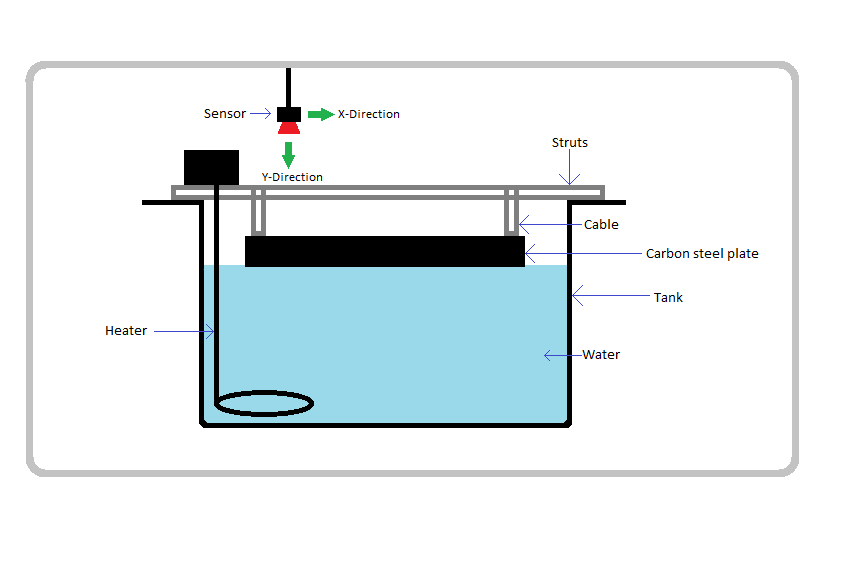 Sensor
X-Direction
Struts
Y-Direction
Cable
Carbon steel plate
Tank
Heater
Water